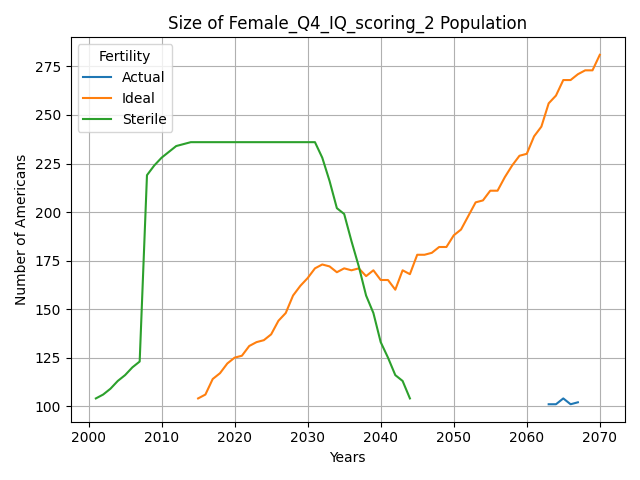 Size of Female_Q4_IQ_scoring_2 Population
Fertility
Actual
Ideal
Sterile
Number of Americans
275
250
225
200
175
150
125
100
2000
2010
2020
2030
2040
2050
2060
2070
Years